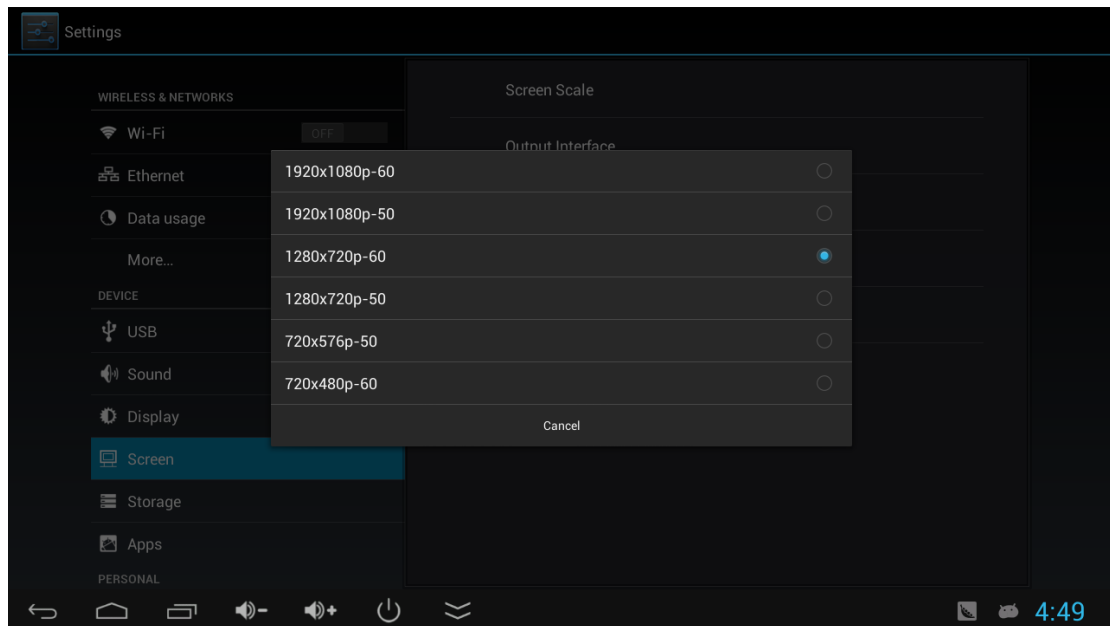 Settings
WIRELESS & NETWORKS
Wi-Fi
OFF
Ethernet
Data usage
More...
DEVICE
USB
Sound
Display
Screen
Storage
Apps
PERSONAL
Screen Scale
Output Interface
1920x1080p-60
1920x1080p-50
1280x720p-60
1280x720p-50
720x576p-50
720x480p-60
Cancel
4:49